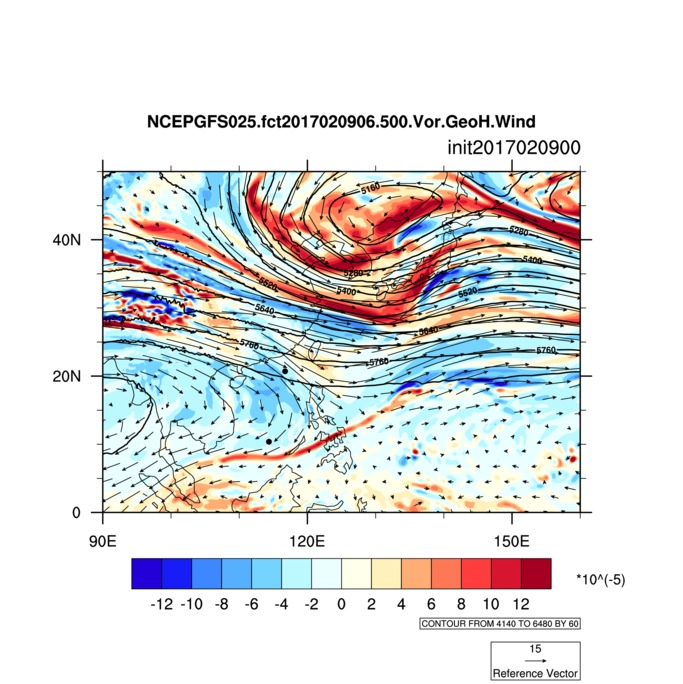 NCEPGFS025.fct2017020906.500.Vor.GeoH.Wind
init2017020900
5160
5280
40N
5280
5400
5520
5400
5520
5640
5640
5760
5760
5760
20N
0
90E 120E 150E
-12 -10 -8 -6 -4 -2 0 2 4 6 8 10 12
*10^(-5)
CONTOUR FROM 4140 TO 6480 BY 60
15
Reference Vector